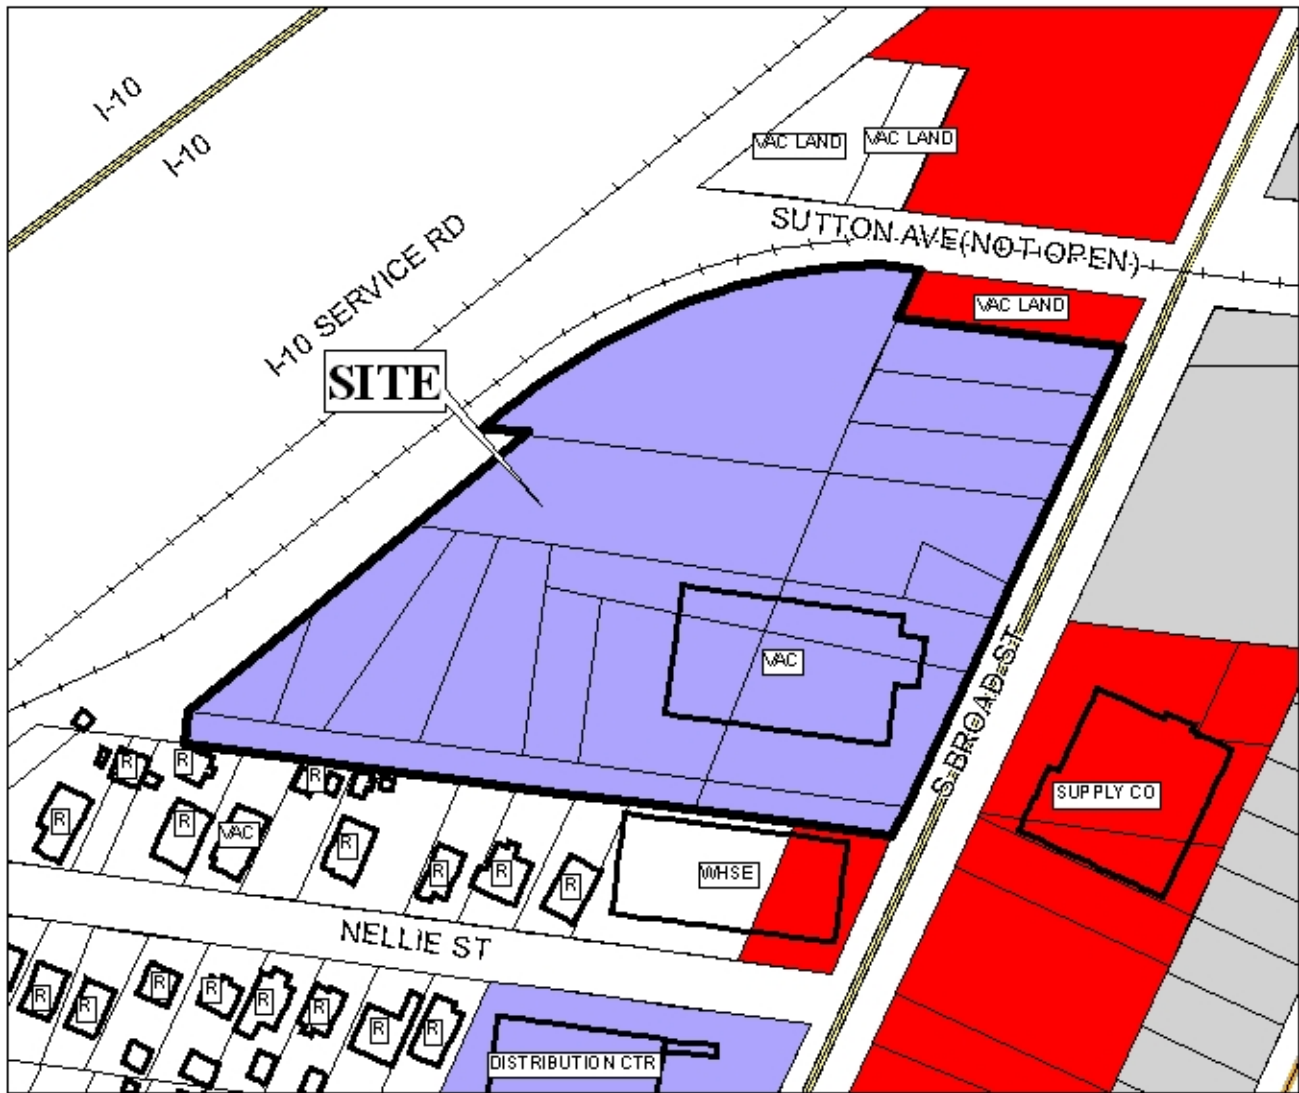 I-10
I-10
VAC LAND
VAC LAND
SUTTON AVE(NOT OPEN)
I-10 SERVICE RD
VAC LAND
SITE
VAC
S BROAD ST
R
R
R
SUPPLY CO
R
R
VAC
R
R
R
R
WHSE
NELLIE ST
R
R
R
R
R
R
R
R
DISTRIBUTION CTR